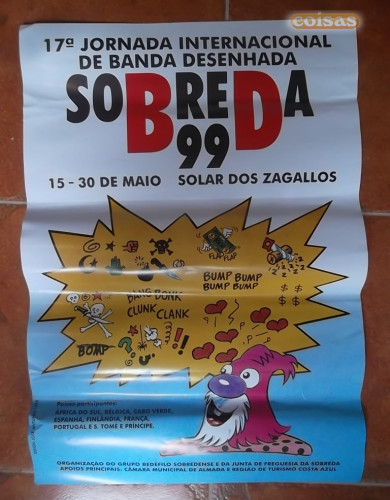 coisas
17ª JORNADA INTERNACIONAL
DE BANDA DESENHADA
SOBREDA
99
15 - 30 DE MAIO SOLAR DOS ZAGALLOS
FLAP FLAP
BUMP BUMP
BUMP BUMP
BANG BONK
CLUNK CLANK
$ $
$ $
BOMP
Países participantes:
ÁFRICA DO SUL, BÉLGICA, CABO VERDE,
ESPANHA, FINLÂNDIA, FRANÇA,
PORTUGAL E S. TOMÉ E PRÍNCIPE.
ORGANIZAÇÃO DO GRUPO BEDÉFILO SOBREDENSE E DA JUNTA DE FREGUESIA DA SOBREDA
APOIOS PRINCIPAIS: CÂMARA MUNICIPAL DE ALMADA E REGIÃO DE TURISMO COSTA AZUL